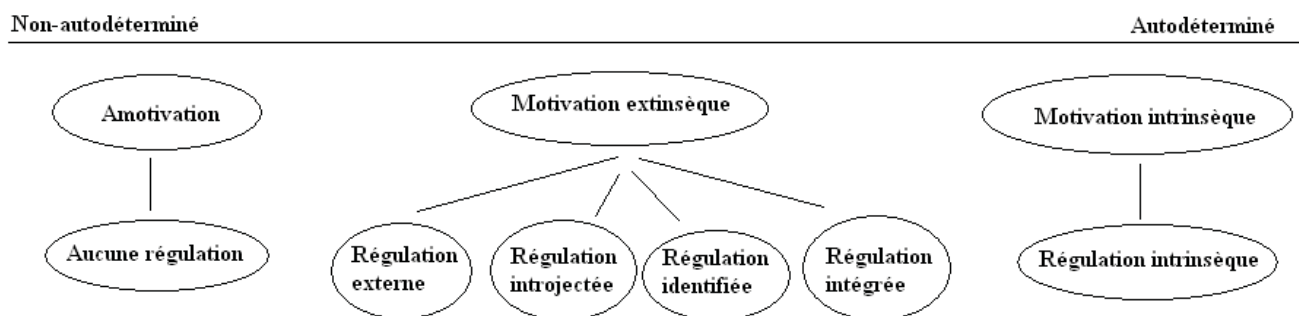 Non-autodéterminé
Autodéterminé
Amotivation
Motivation extinsèque
Motivation intrinsèque
Aucune régulation
Régulation
externe
Régulation
introjectée
Régulation
identifiée
Régulation
intégrée
Régulation intrinsèque